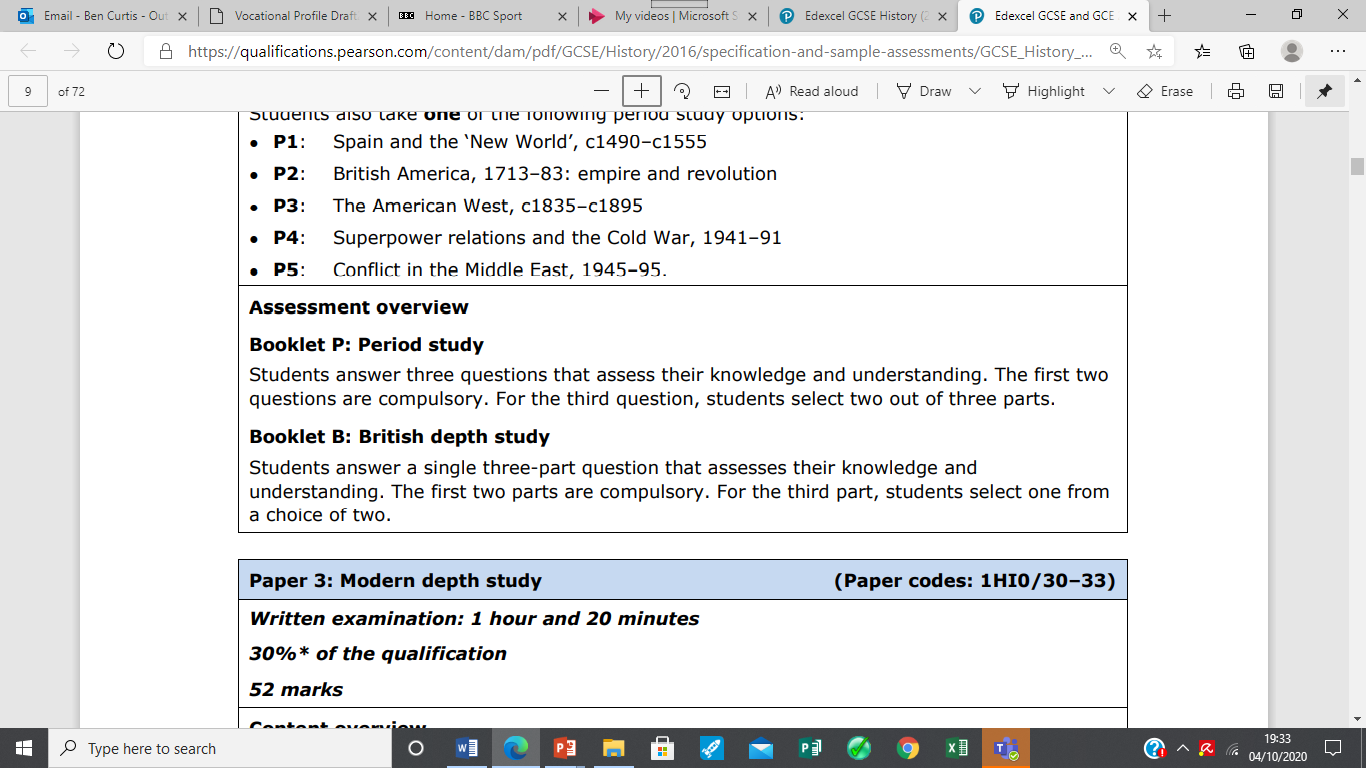 Email - Ben Curtis - Out
Vocational Profile Draft.
BBC Home - BBC Sport
My videos | Microsoft S
Edexcel GCSE History (2
Edexcel GCSE and GCE
https://qualifications.pearson.com/content/dam/pdf/GCSE/History/2016/specification-and-sample-assessments/GCSE_History_...
9 of 72
Read aloud
Draw
Highlight
Erase
Students also take one of the following period study options:
• P1: Spain and the ‘New World’, c1490–c1555
• P2: British America, 1713–83: empire and revolution
• P3: The American West, c1835–c1895
• P4: Superpower relations and the Cold War, 1941–91
• P5: Conflict in the Middle East, 1945–95.
Assessment overview
Booklet P: Period study
Students answer three questions that assess their knowledge and understanding. The first two
questions are compulsory. For the third question, students select two out of three parts.
Booklet B: British depth study
Students answer a single three-part question that assesses their knowledge and
understanding. The first two parts are compulsory. For the third part, students select one from
a choice of two.
Paper 3: Modern depth study (Paper codes: 1HI0/30–33)
Written examination: 1 hour and 20 minutes
30%* of the qualification
52 marks
Content overview
Type here to search
19:33
04/10/2020